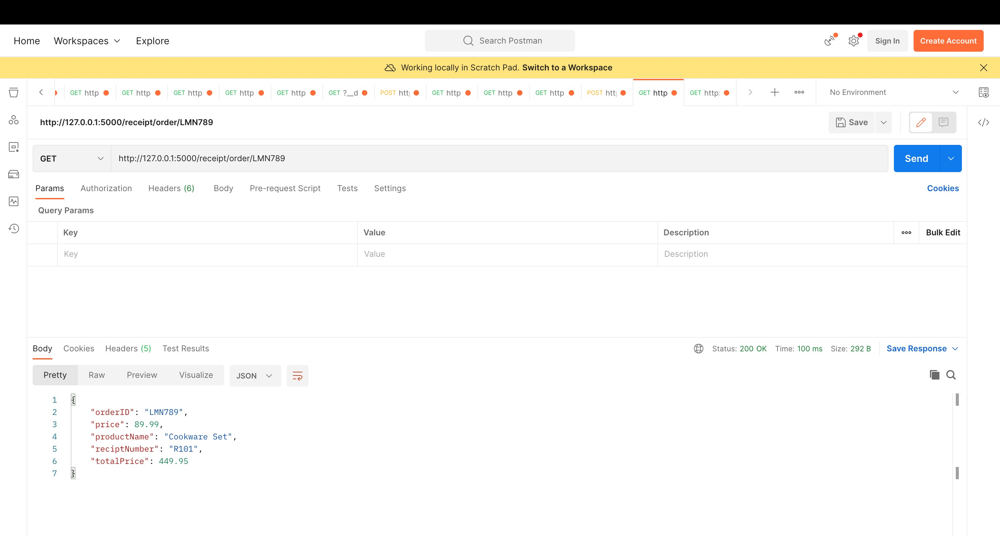 Home Workspaces Explore Search Postman Sign In Create Account
Working locally in Scratch Pad. Switch to a Workspace
GET http GET http GET http GET http GET http GET ?__d POST htt GET http GET http GET http POST htt GET http GET http: No Environment
http://127.0.0.1:5000/receipt/order/LMN789 Save
GET http://127.0.0.1:5000/receipt/order/LMN789 Send
Params Authorization Headers (6) Body Pre-request Script Tests Settings Cookies
Query Params
Key Value Description Bulk Edit
Key Value Description
Body Cookies Headers (5) Test Results Status: 200 OK Time: 100 ms Size: 292 B Save Response
Pretty Raw Preview Visualize JSON
1 {
2 "orderID": "LMN789",
3 "price": 89.99,
4 "productName": "Cookware Set",
5 "reciptNumber": "R101",
6 "totalPrice": 449.95
7 }